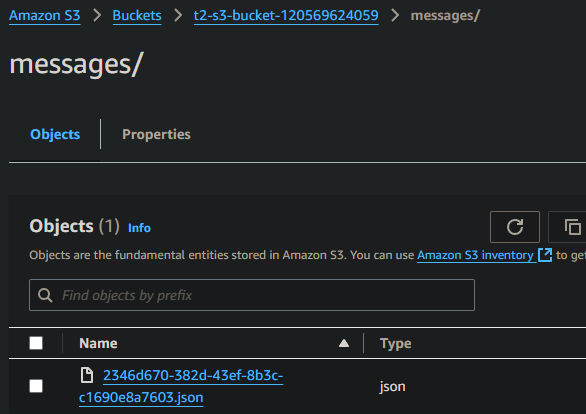 Amazon S3 > Buckets > t2-s3-bucket-120569624059 > messages/
messages/
Objects Properties
Objects (1) Info
Objects are the fundamental entities stored in Amazon S3. You can use Amazon S3 inventory to get
Find objects by prefix
Name Type
2346d670-382d-43ef-8b3c-
c1690e8a7603.json json